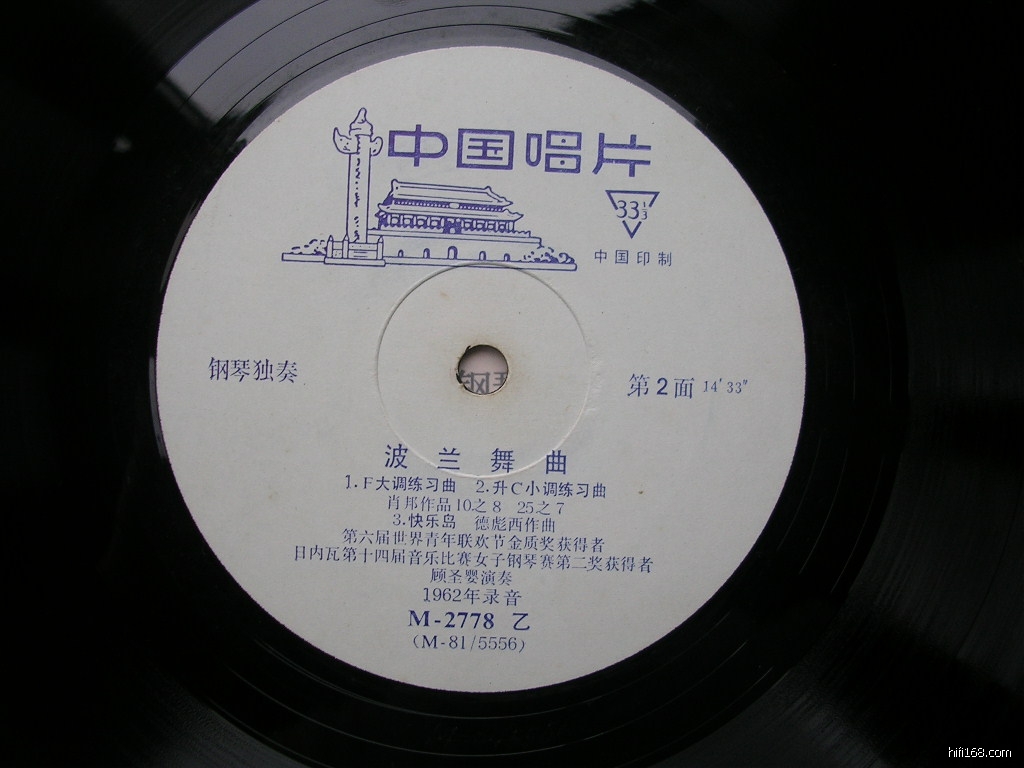 中国唱片
33 1/3
中国印制
钢琴独奏
第2面 14′33″
钢琴
波兰舞曲
1.F大调练习曲 2.升C小调练习曲
肖邦作品10之8 25之7
3.快乐岛 德彪西作曲
第六届世界青年联欢节金质奖获得者
日内瓦第十四届音乐比赛女子钢琴赛第二奖获得者
顾圣婴演奏
1962年录音
M-2778 乙
(M-81/5556)
hifi168.com